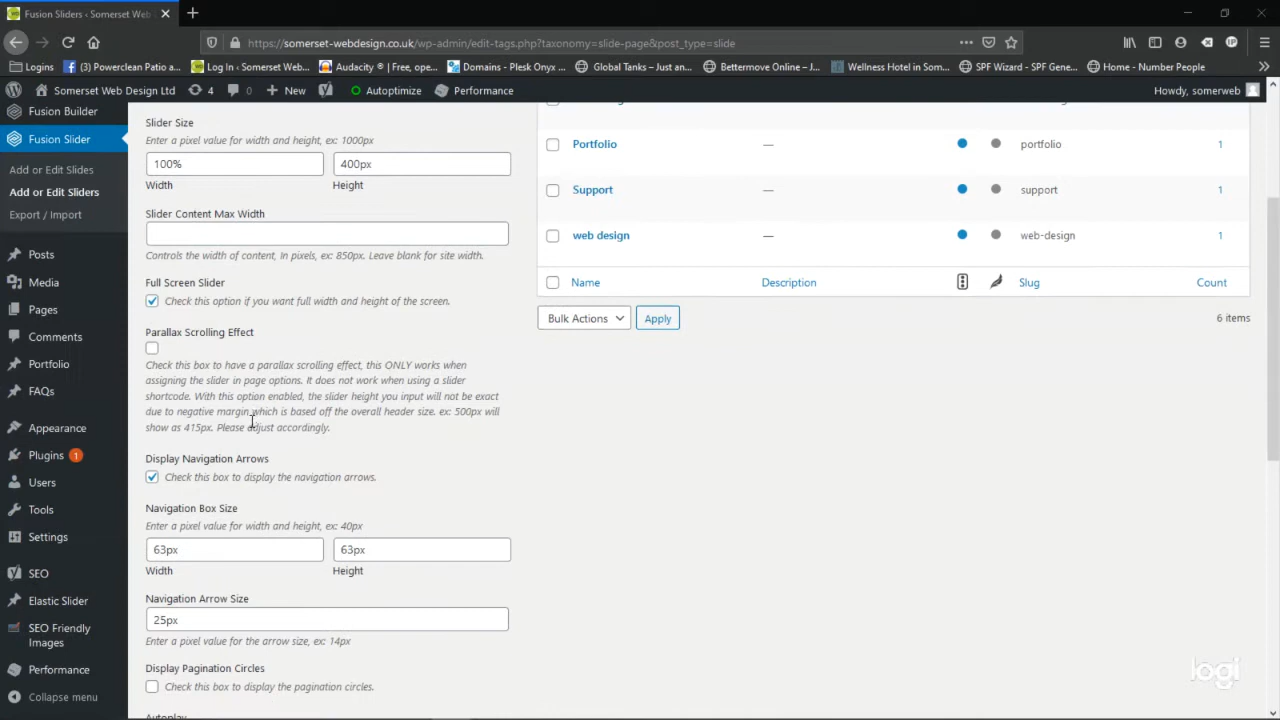 Fusion Sliders ‹ Somerset Web
https://somerset-webdesign.co.uk/wp-admin/edit-tags.php?taxonomy=slide-page&post_type=slide
Logins
(3) Powerclean Patio a...
Log In ‹ Somerset Web...
Audacity ® | Free, ope...
Domains - Plesk Onyx ...
Global Tanks – Just an...
Bettermove Online – J...
Wellness Hotel in Som...
SPF Wizard - SPF Gene...
Home - Number People
Somerset Web Design Ltd
4
0
New
Autoptimize
Performance
Howdy, someweb
Fusion Builder
Fusion Slider
Add or Edit Slides
Add or Edit Sliders
Export / Import
Posts
Media
Pages
Comments
Portfolio
FAQs
Appearance
Plugins 1
Users
Tools
Settings
SEO
Elastic Slider
SEO Friendly
Images
Performance
Collapse menu
Slider Size
Enter a pixel value for width and height, ex: 1000px
100%
400px
Width
Height
Slider Content Max Width
Controls the width of content, In pixels, ex: 850px. Leave blank for site width.
Full Screen Slider
Check this option if you want full width and height of the screen.
Parallax Scrolling Effect
Check this box to have a parallax scrolling effect, this ONLY works when
assigning the slider in page options. It does not work when using a slider
shortcode. With this option enabled, the slider height you input will not be exact
due to negative margin which is based off the overall header size. ex: 500px will
show as 415px. Please adjust accordingly.
Display Navigation Arrows
Check this box to display the navigation arrows.
Navigation Box Size
Enter a pixel value for width and height, ex: 40px
63px
63px
Width
Height
Navigation Arrow Size
25px
Enter a pixel value for the arrow size, ex: 14px
Display Pagination Circles
Check this box to display the pagination circles.
Autoplay
Portfolio — portfolio 1
Support — support 1
web design — web-design 1
Name Description Slug Count
Bulk Actions
Apply
6 items
logi